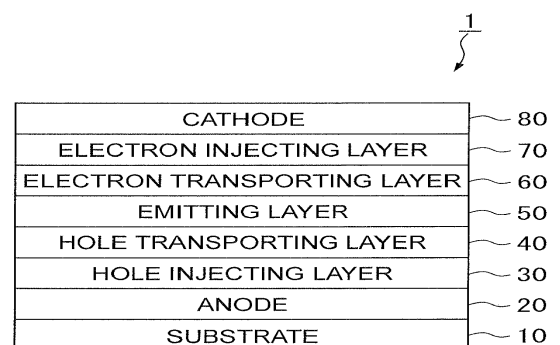 1
CATHODE 80
ELECTRON INJECTING LAYER 70
ELECTRON TRANSPORTING LAYER 60
EMITTING LAYER 50
HOLE TRANSPORTING LAYER 40
HOLE INJECTING LAYER 30
ANODE 20
SUBSTRATE 10